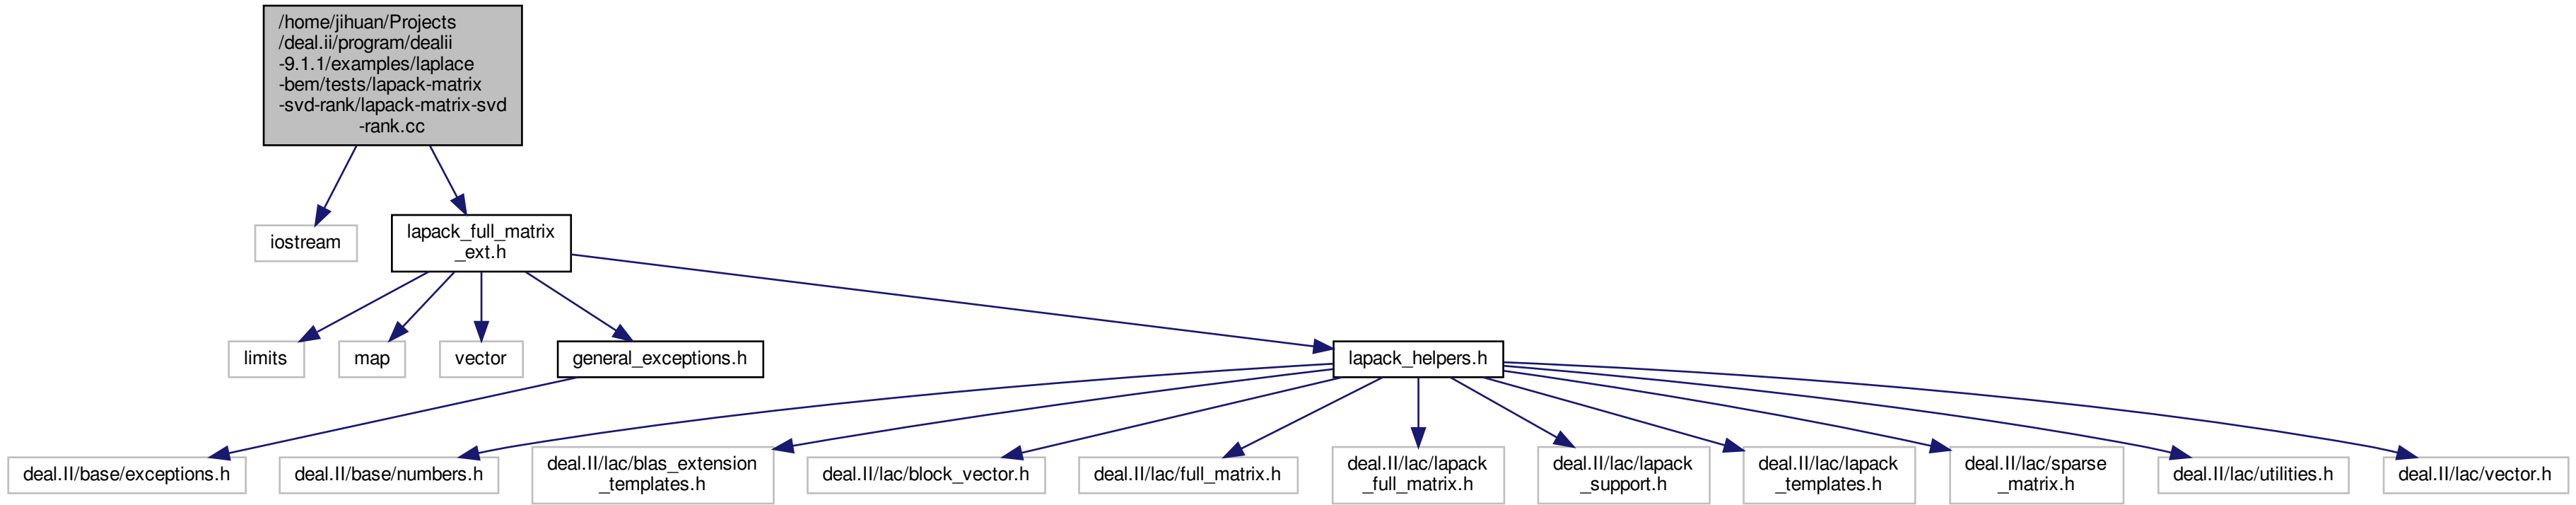 /home/jihuan/Projects
/deal.ii/program/dealii
-9.1.1/examples/laplace
-bem/tests/lapack-matrix
-svd-rank/lapack-matrix-svd
-rank.cc
iostream
lapack_full_matrix
_ext.h
limits
map
vector
general_exceptions.h
lapack_helpers.h
deal.II/base/exceptions.h
deal.II/base/numbers.h
deal.II/lac/blas_extension
_templates.h
deal.II/lac/block_vector.h
deal.II/lac/full_matrix.h
deal.II/lac/lapack
_full_matrix.h
deal.II/lac/lapack
_support.h
deal.II/lac/lapack
_templates.h
deal.II/lac/sparse
_matrix.h
deal.II/lac/utilities.h
deal.II/lac/vector.h